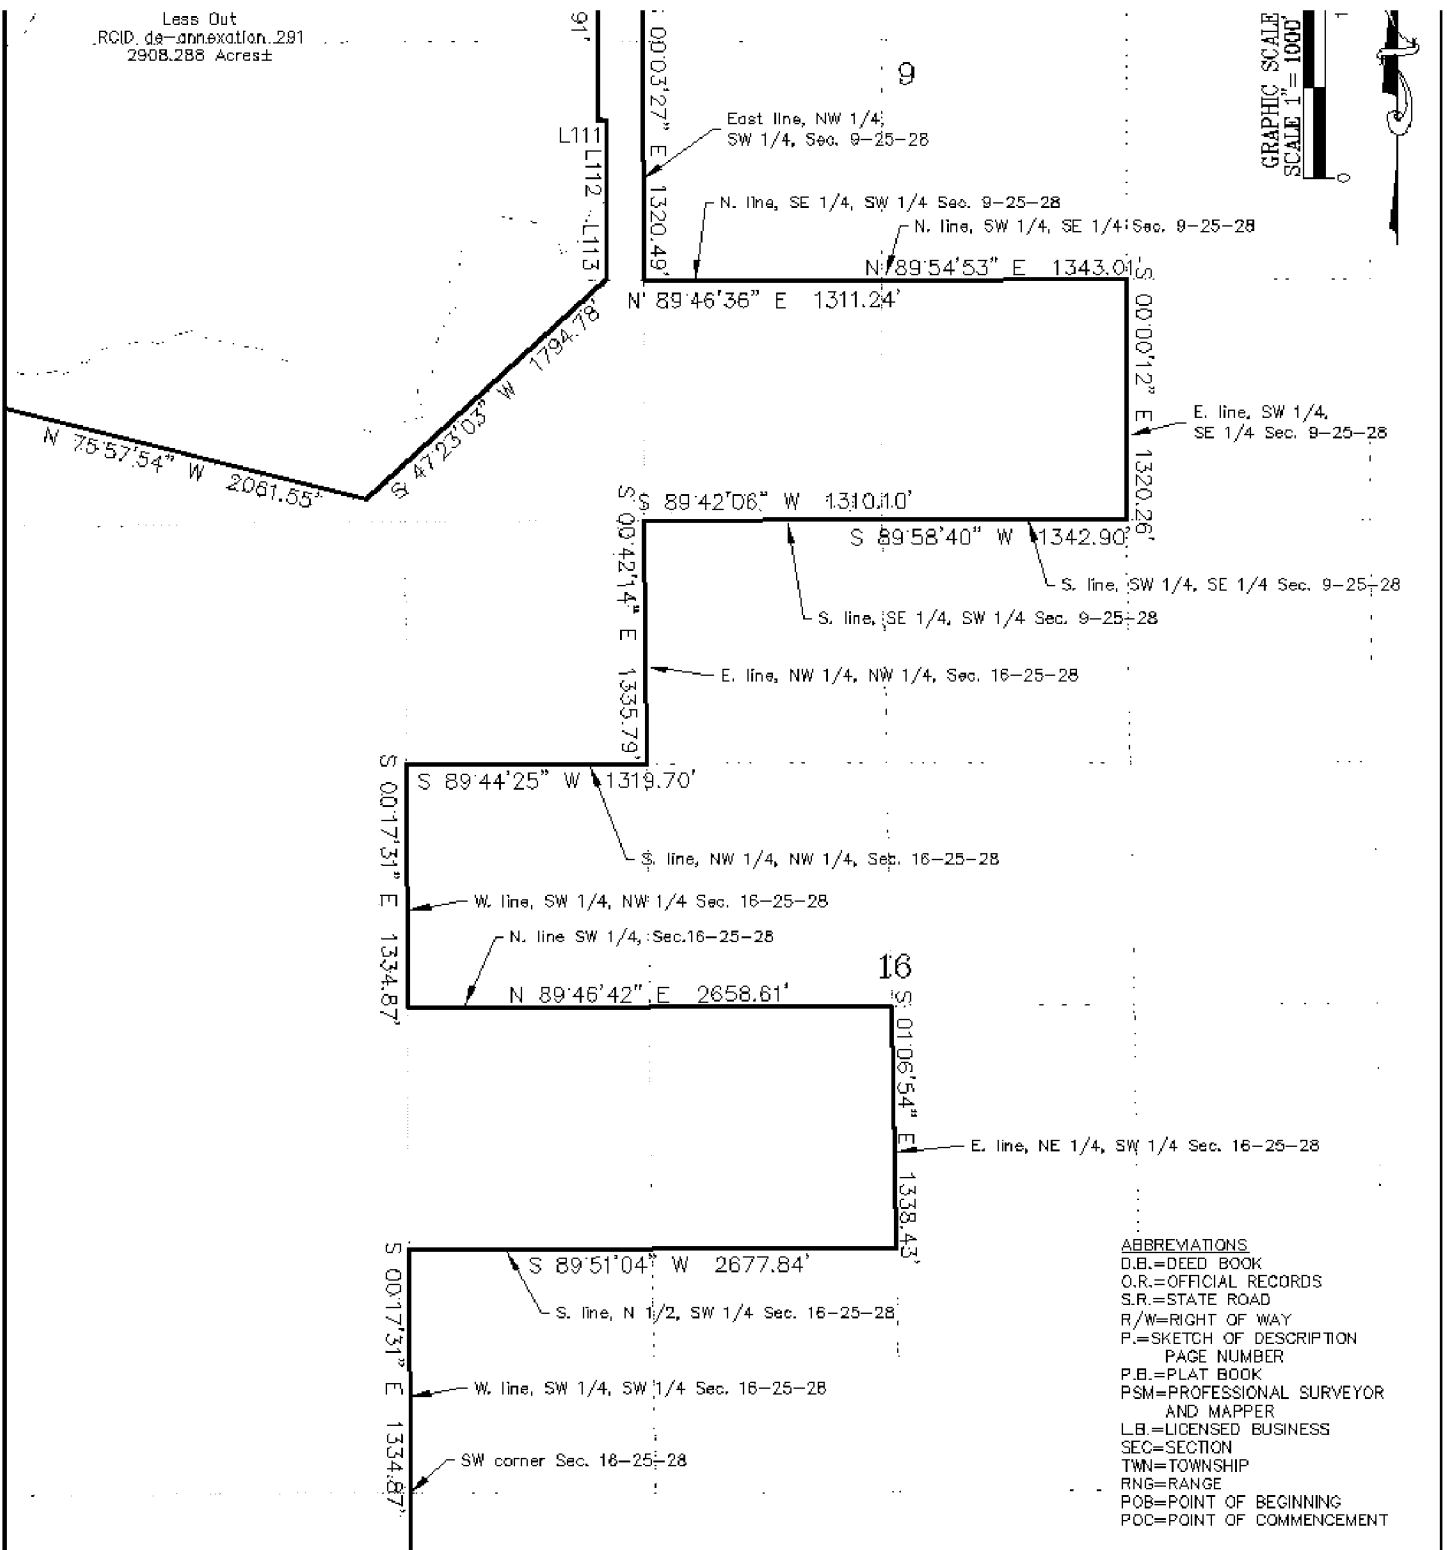 Less Out
RCID de-annexation 291
2908.288 Acres±
91'
00°03'27" E 1320.49'
9
GRAPHIC SCALE
SCALE 1"= 1000'
0
1
East line, NW 1/4,
SW 1/4, Sec. 9-25-28
L111
L112
L113
N. line, SE 1/4, SW 1/4 Sec. 9-25-28
N. line, SW 1/4, SE 1/4 Sec. 9-25-28
N 89°54'53" E 1343.01'
N 89°46'36" E 1311.24'
S 00°00'12" E 1320.26'
S 47°23'03" W 1794.78'
N 75°57'54" W 2061.55'
E. line, SW 1/4,
SE 1/4 Sec. 9-25-28
S 89°42'06" W 1310.10'
S 89°58'40" W 1342.90'
S 00°42'14" E 1335.79'
S. line, SW 1/4, SE 1/4 Sec. 9-25-28
S. line, SE 1/4, SW 1/4 Sec. 9-25-28
E. line, NW 1/4, NW 1/4, Sec. 16-25-28
S 89°44'25" W 1319.70'
S 00°17'31" E 1334.87'
S. line, NW 1/4, NW 1/4, Sec. 16-25-28
W. line, SW 1/4, NW 1/4 Sec. 16-25-28
N. line SW 1/4, Sec.16-25-28
16
N 89°46'42" E 2658.61'
S 01°06'54" E 1338.43'
E. line, NE 1/4, SW 1/4 Sec. 16-25-28
S 89°51'04" W 2677.84'
S 00°17'31" E 1334.87'
S. line, N 1/2, SW 1/4 Sec. 16-25-28
W. line, SW 1/4, SW 1/4 Sec. 16-25-28
SW corner Sec. 16-25-28
ABBREVIATIONS
D.B.=DEED BOOK
O.R.=OFFICIAL RECORDS
S.R.=STATE ROAD
R/W=RIGHT OF WAY
P.=SKETCH OF DESCRIPTION
PAGE NUMBER
P.B.=PLAT BOOK
PSM=PROFESSIONAL SURVEYOR
AND MAPPER
L.B.=LICENSED BUSINESS
SEC=SECTION
TWN=TOWNSHIP
RNG=RANGE
POB=POINT OF BEGINNING
POC=POINT OF COMMENCEMENT